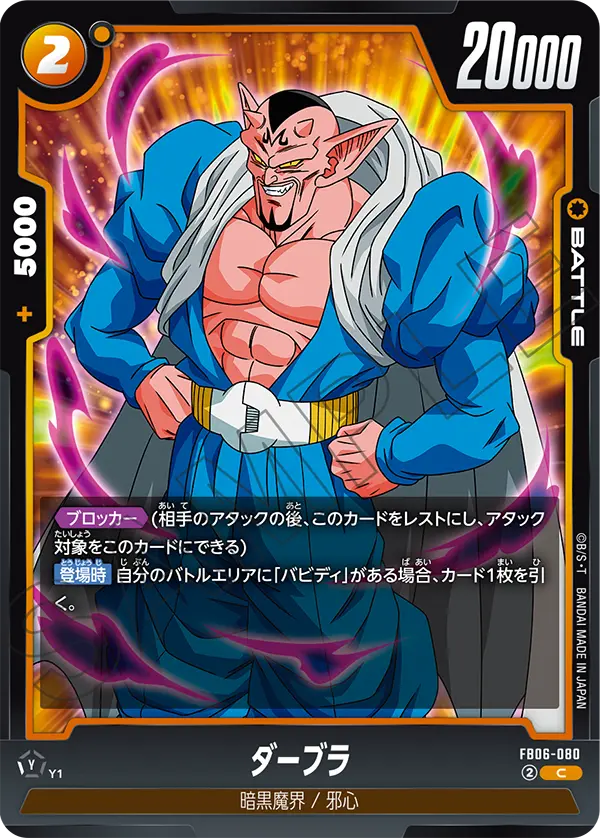 2
20000
+ 5000
BATTLE
ブロッカー (相手のアタックの後、このカードをレストにし、アタック
対象をこのカードにできる)
登場時 自分のバトルエリアに「バビディ」がある場合、カード1枚を引
く。
©B/S・T BANDAI MADE IN JAPAN
SAMPLE
ダーブラ
FB06-080
Y Y1
② C
暗黒魔界 / 邪心